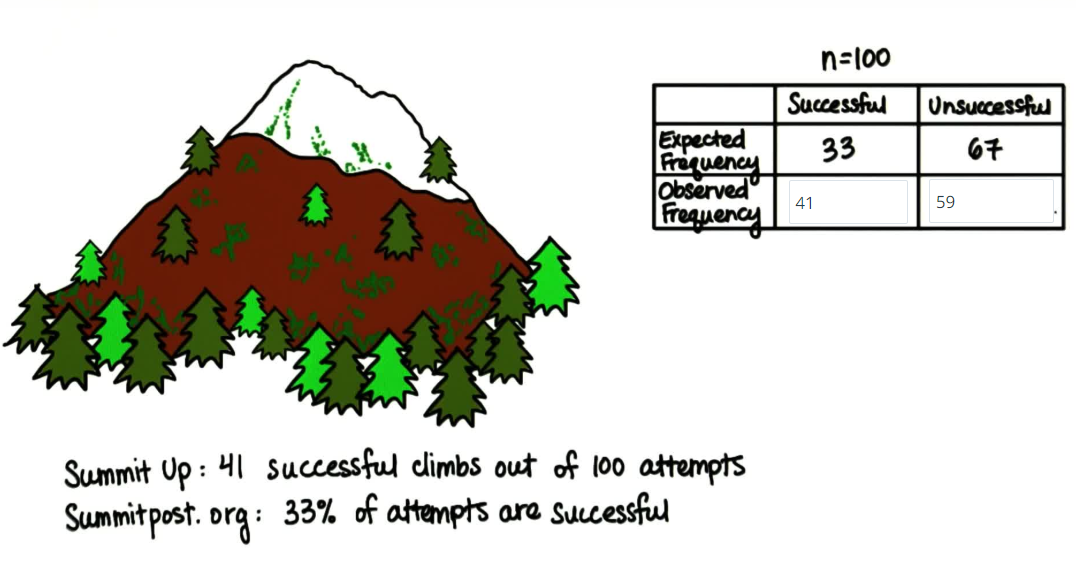 n=100
Successful Unsuccessful
Expected Frequency 33 67
Observed Frequency 41 59
Summit Up: 41 successful climbs out of 100 attempts
Summitpost.org: 33% of attempts are successful